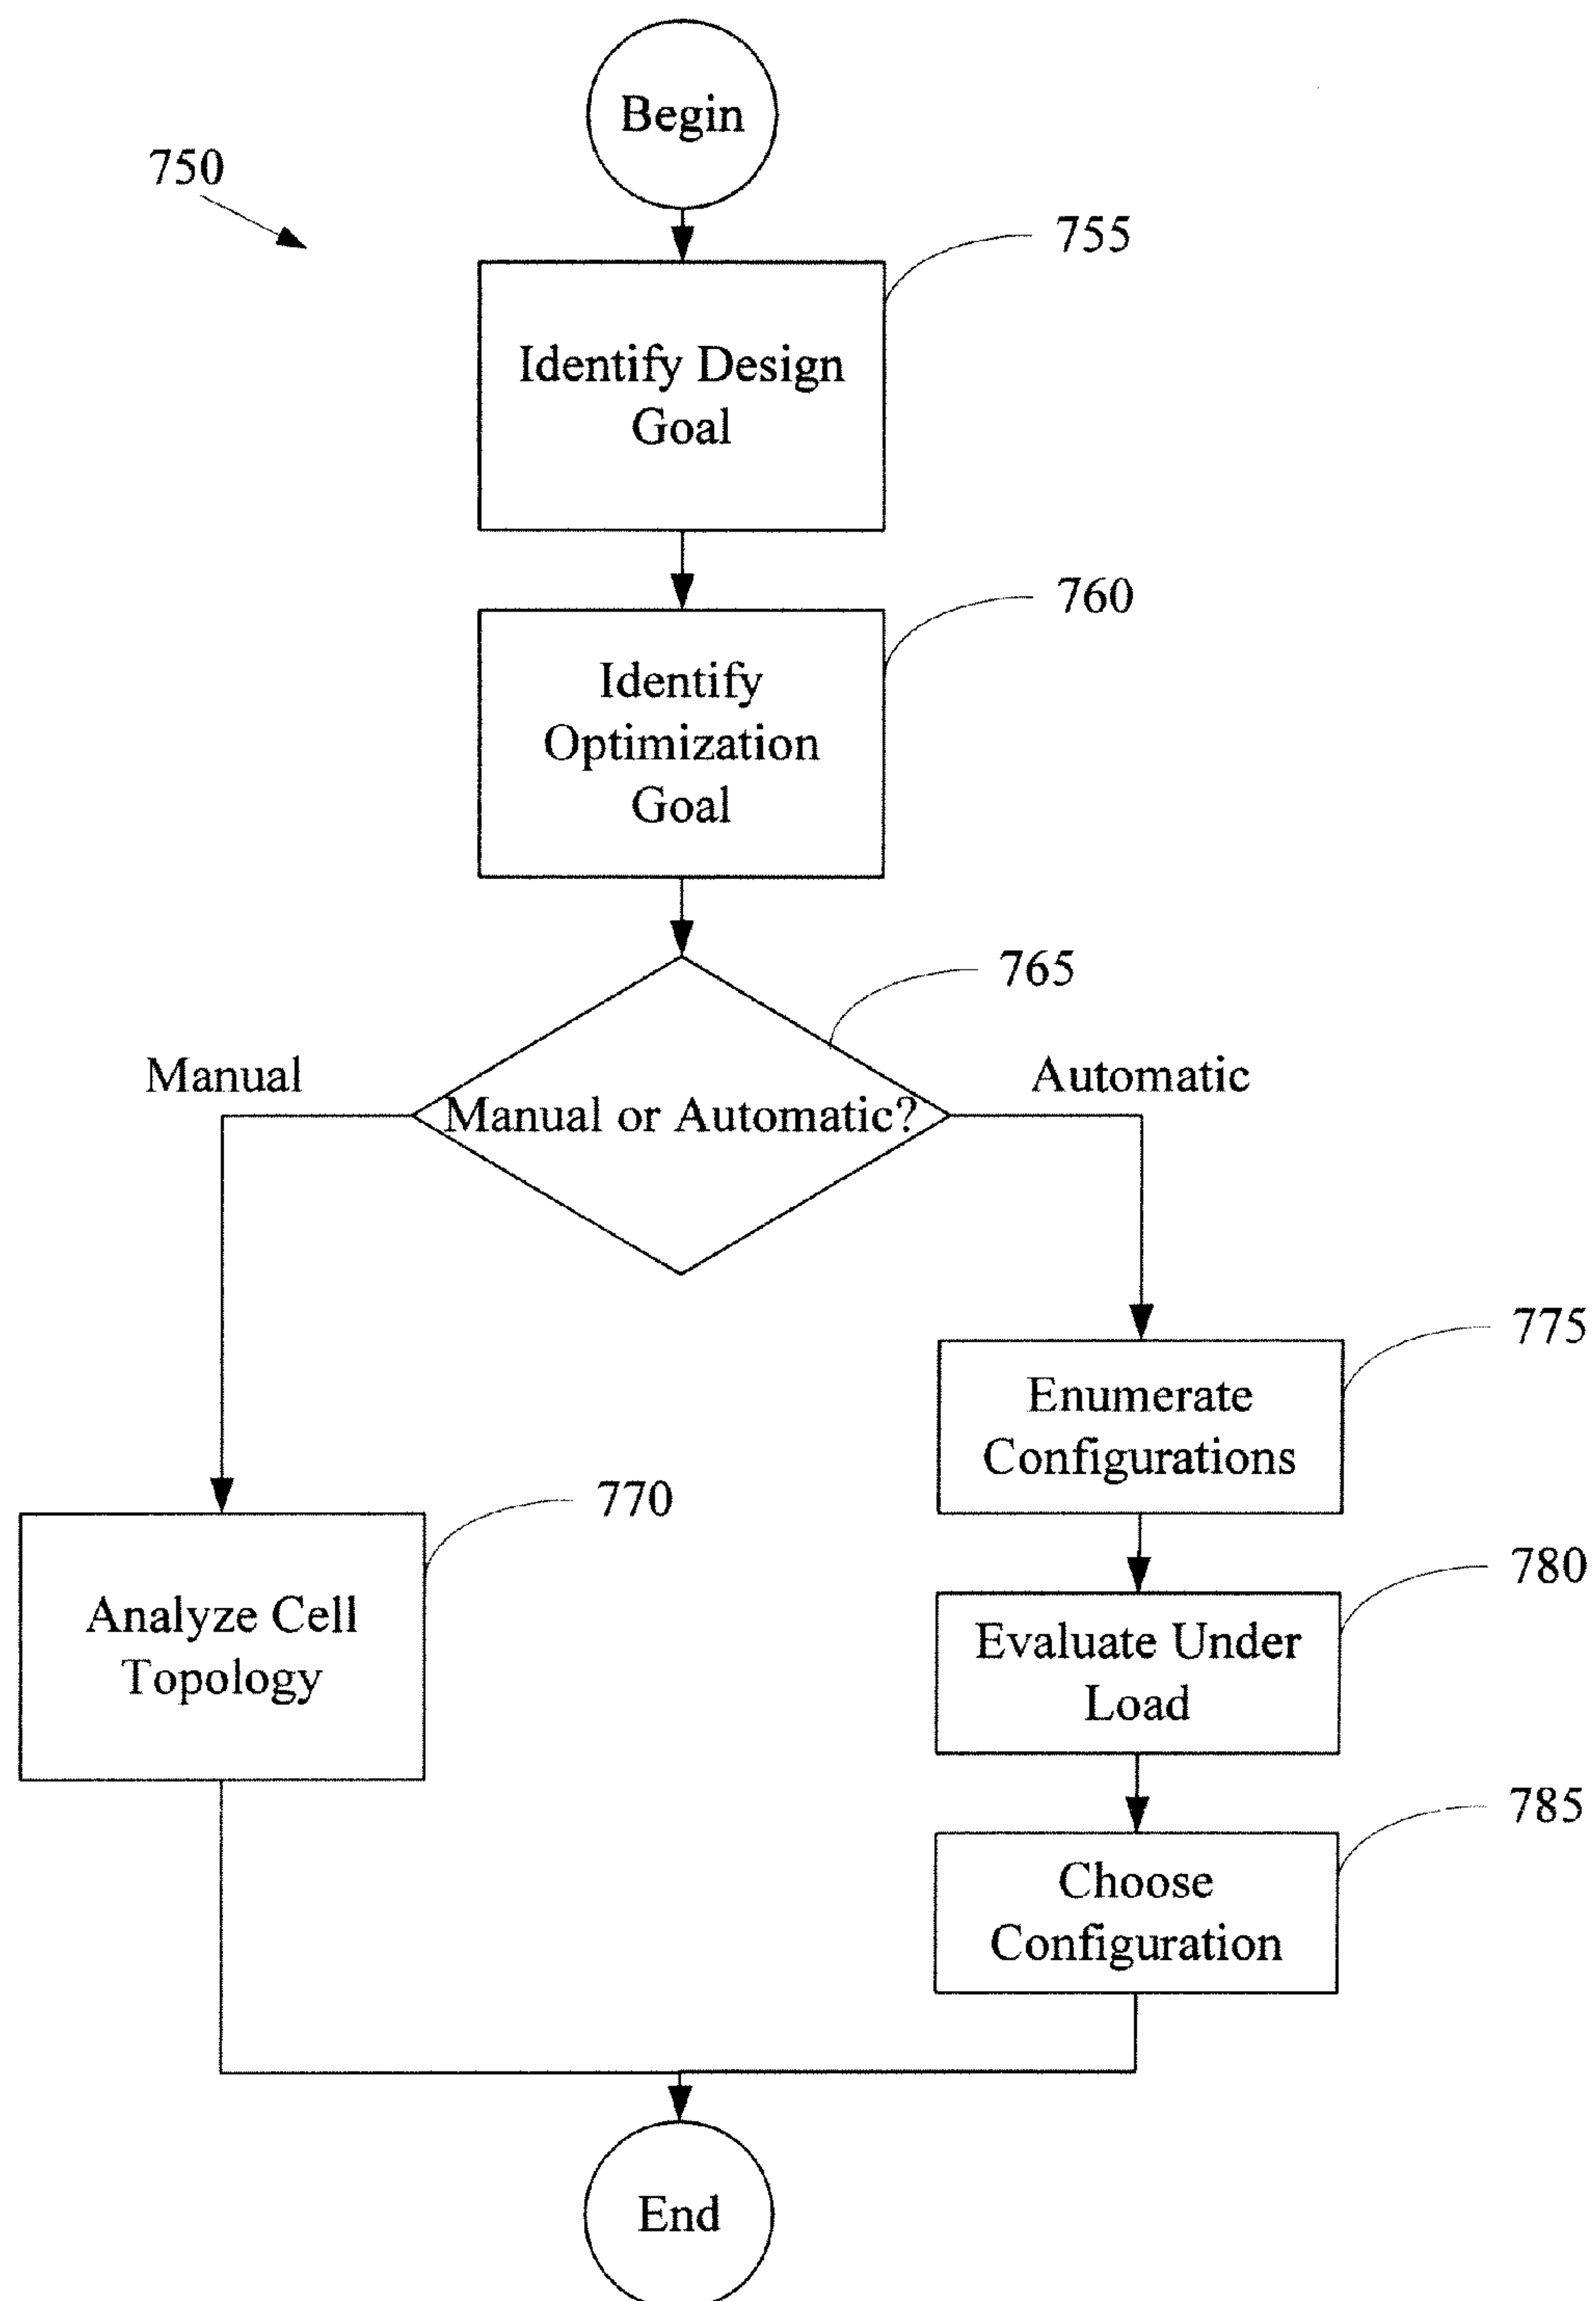 Begin
750
755
Identify Design
Goal
760
Identify
Optimization
Goal
765
Manual
Automatic
Manual or Automatic?
775
Enumerate
Configurations
770
Analyze Cell
Topology
780
Evaluate Under
Load
785
Choose
Configuration
End